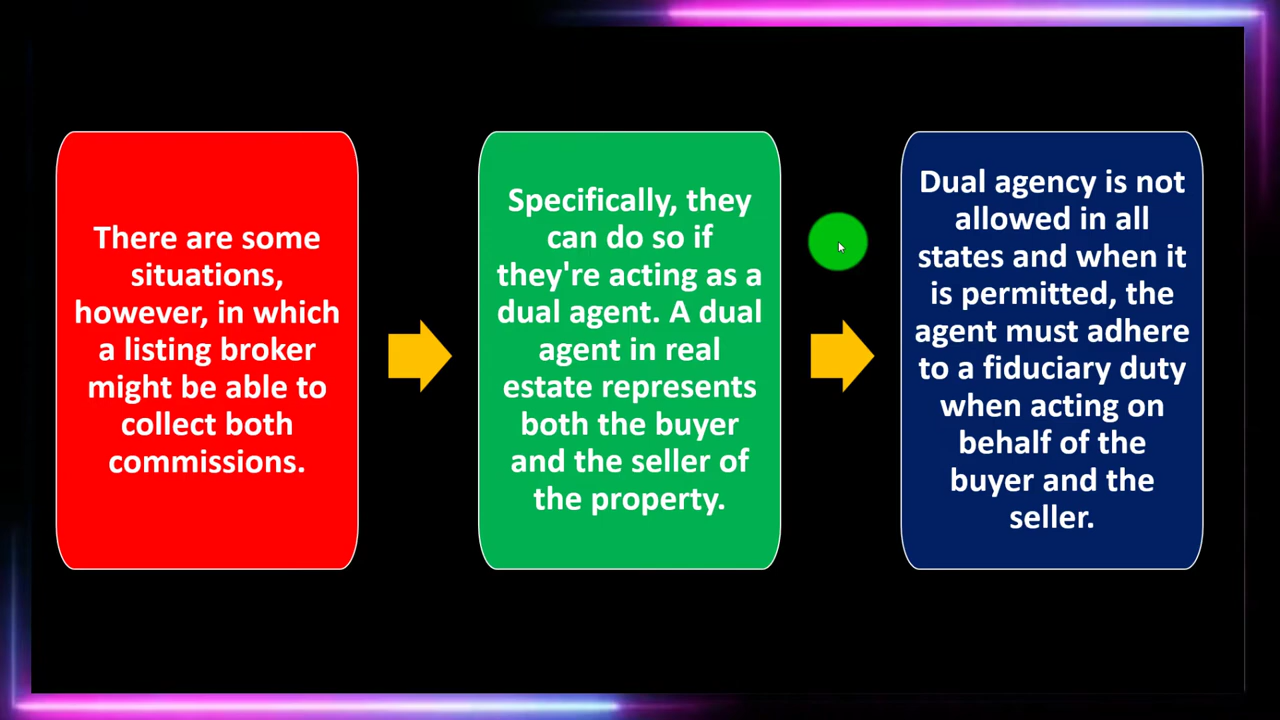 There are some
situations,
however, in which
a listing broker
might be able to
collect both
commissions.
Specifically, they
can do so if
they're acting as a
dual agent. A dual
agent in real
estate represents
both the buyer
and the seller of
the property.
Dual agency is not
allowed in all
states and when it
is permitted, the
agent must adhere
to a fiduciary duty
when acting on
behalf of the
buyer and the
seller.